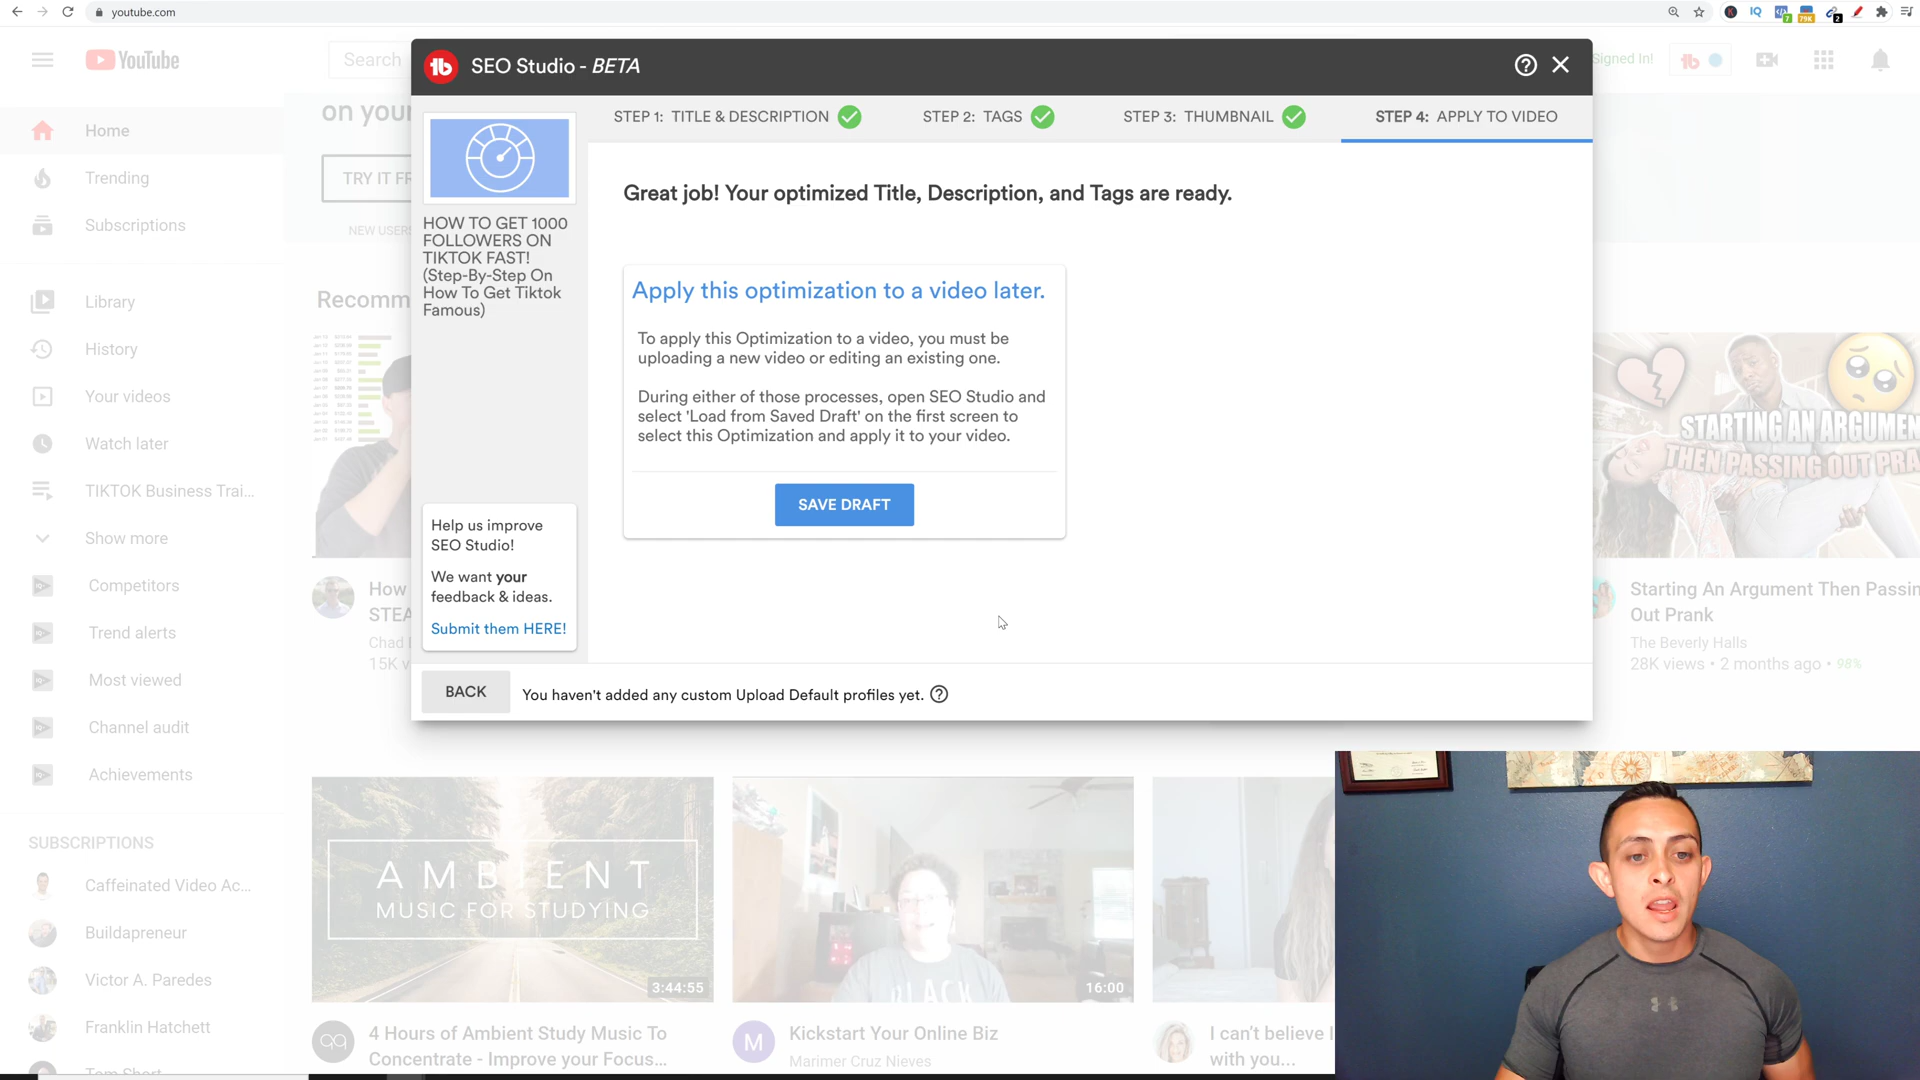 youtube.com
IQ
7
79K
2
YouTube
Search
SEO Studio - BETA
Signed In!
STEP 1: TITLE & DESCRIPTION
STEP 2: TAGS
STEP 3: THUMBNAIL
STEP 4: APPLY TO VIDEO
Great job! Your optimized Title, Description, and Tags are ready.
HOW TO GET 1000
FOLLOWERS ON
TIKTOK FAST!
(Step-By-Step On
How To Get Tiktok
Famous)
Apply this optimization to a video later.
To apply this Optimization to a video, you must be
uploading a new video or editing an existing one.
During either of those processes, open SEO Studio and
select 'Load from Saved Draft' on the first screen to
select this Optimization and apply it to your video.
SAVE DRAFT
Help us improve
SEO Studio!
We want your
feedback & ideas.
Submit them HERE!
BACK
You haven't added any custom Upload Default profiles yet.
Home
Trending
Subscriptions
Library
History
Your videos
Watch later
TIKTOK Business Trai...
Show more
Competitors
Trend alerts
Most viewed
Channel audit
Achievements
SUBSCRIPTIONS
Caffeinated Video Ac...
Buildapreneur
Victor A. Paredes
Franklin Hatchett
on you
TRY IT FR
NEW USERS
Recomm
How
STEA
Chad
15K v
STARTING AN ARGUMEN
THEN PASSING OUT PRA
Starting An Argument Then Passin
Out Prank
The Beverly Halls
28K views • 2 months ago • 98%
AMBIENT
MUSIC FOR STUDYING
3:44:55
4 Hours of Ambient Study Music To
Concentrate - Improve your Focus...
BLACK
16:00
M
Kickstart Your Online Biz
Marimer Cruz Nieves
I can't believe I
with you...